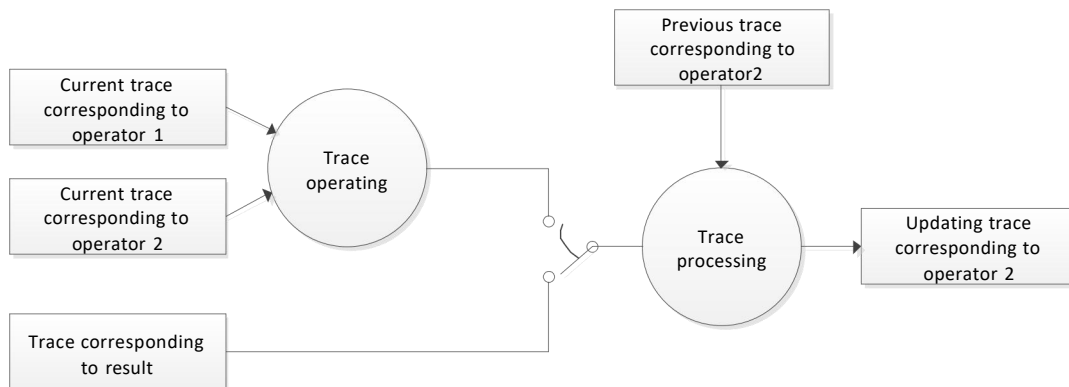 Previous trace
corresponding to
operator2
Current trace
corresponding to
operator 1
Trace
operating
Current trace
corresponding to
operator 2
Trace
processing
Updating trace
corresponding to
operator 2
Trace corresponding
to result